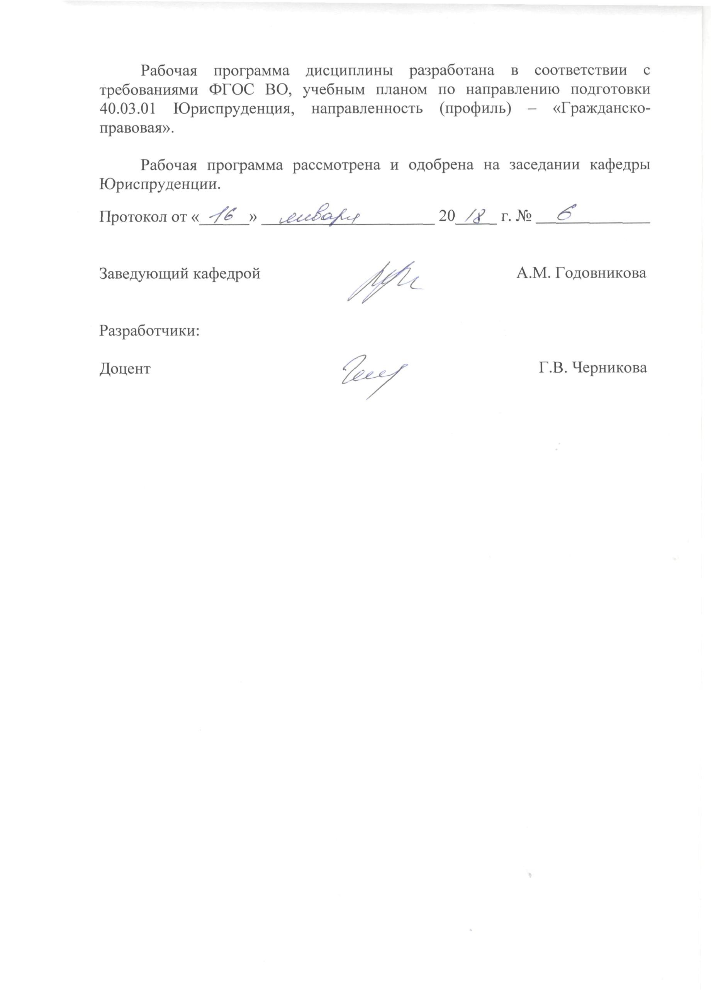 Рабочая программа дисциплины разработана в соответствии с
требованиями ФГОС ВО, учебным планом по направлению подготовки
40.03.01 Юриспруденция, направленность (профиль) – «Гражданско-
правовая».
Рабочая программа рассмотрена и одобрена на заседании кафедры
Юриспруденции.
Протокол от «16» января 2018 г. № 6
Заведующий кафедрой А.М. Годовникова
Разработчики:
Доцент Г.В. Черникова